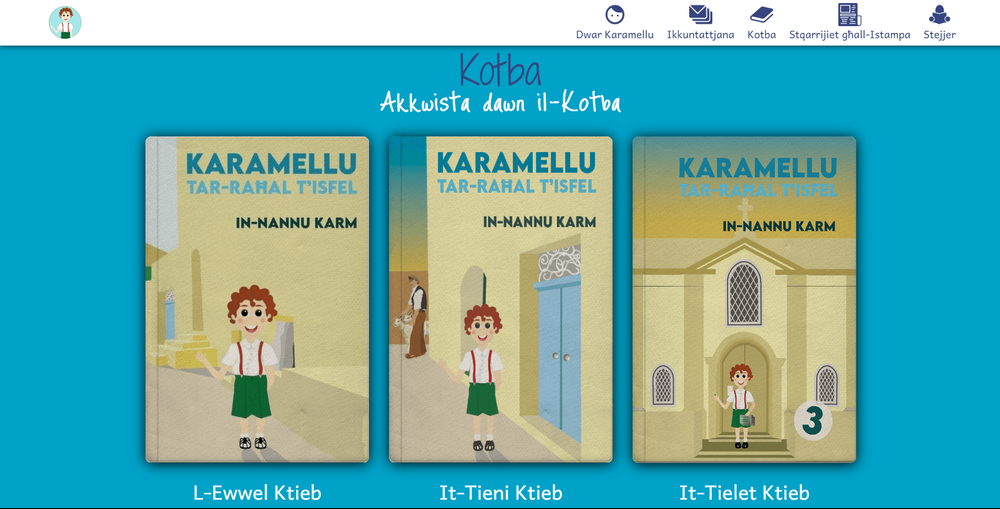 Dwar Karamellu
Ikkuntattjana
Kotba
Stqarrijiet għall-Istampa
Stejjer
Kotba
Akkwista dawn il-Kotba
KARAMELLU
TAR-RAĦAL T'ISFEL
IN-NANNU KARM
KARAMELLU
TAR-RAĦAL T'ISFEL
IN-NANNU KARM
KARAMELLU
TAR-RAĦAL T'ISFEL
IN-NANNU KARM
3
L-Ewwel Ktieb
It-Tieni Ktieb
It-Tielet Ktieb